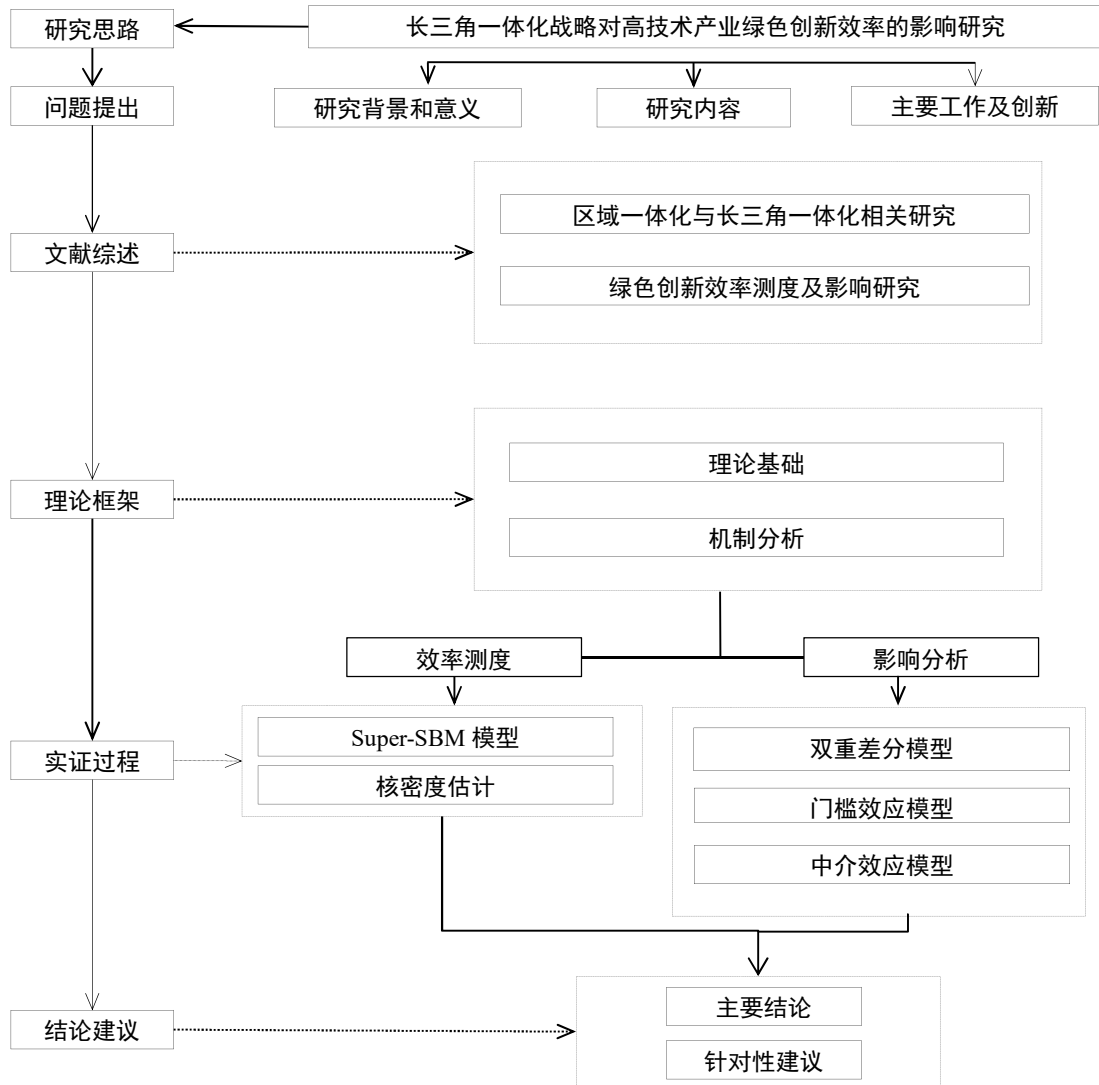 研究思路
长三角一体化战略对高技术产业绿色创新效率的影响研究
问题提出
研究背景和意义
研究内容
主要工作及创新
区域一体化与长三角一体化相关研究
文献综述
绿色创新效率测度及影响研究
理论基础
理论框架
机制分析
效率测度
影响分析
Super-SBM 模型
双重差分模型
实证过程
核密度估计
门槛效应模型
中介效应模型
主要结论
结论建议
针对性建议